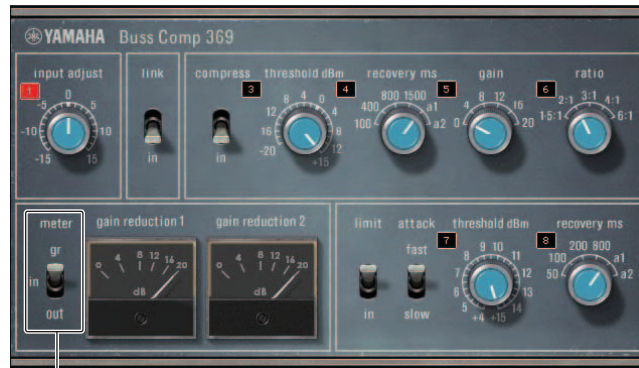 YAMAHA Buss Comp 369
input adjust
1
0
-5 5
-10 10
-15 15
link
in
compress
in
threshold dBm
3
4 0
8 4
12 8
16 12
-20 +15
recovery ms
4
800 1500
400 a1
100 a2
gain
5
8 12
4 16
0 20
ratio
6
3:1
2:1 4:1
1·5:1 6:1
meter
gr
in
out
gain reduction 1
0 4 8 12 16 20
dB
gain reduction 2
0 4 8 12 16 20
dB
limit
in
attack
fast
slow
threshold dBm
7
9 10
8 11
7 12
6 13
5 14
+4 +15
recovery ms
8
200 800
100 a1
50 a2